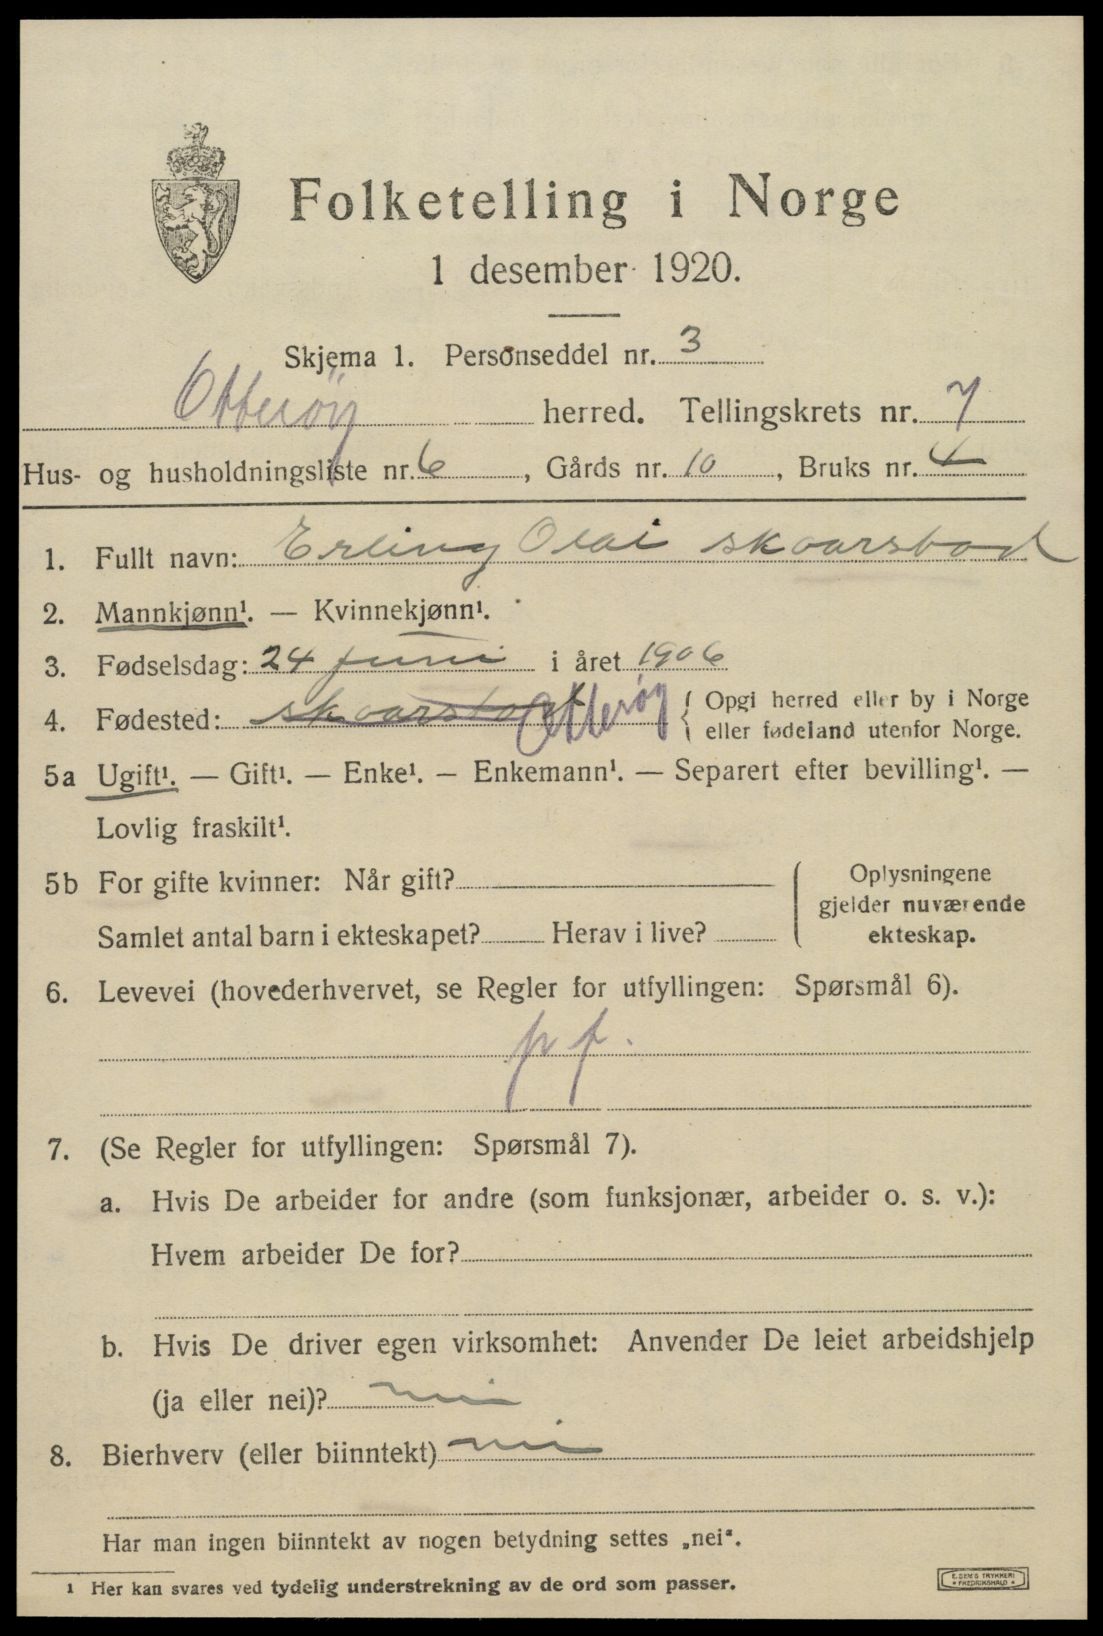 Folketelling i Norge
1 desember 1920.
Skjema 1. Personseddel nr. 3
Otterøy herred. Tellingskrets nr. 7
Hus- og husholdningsliste nr. 6, Gårds nr. 10, Bruks nr. 4
1. Fullt navn: Erling Olai
2. Mannkjønn¹. — Kvinnekjønn¹.
3. Fødselsdag: 24 juni i året 1906
4. Fødested: Otterøy { Opgi herred eller by i Norge
eller fødeland utenfor Norge.
5a Ugift¹. — Gift¹. — Enke¹. — Enkemann¹. — Separert efter bevilling¹. —
Lovlig fraskilt¹.
5b For gifte kvinner: Når gift?
Samlet antal barn i ekteskapet? Herav i live?
Oplysningene
gjelder nuværende
ekteskap.
6. Levevei (hovederhvervet, se Regler for utfyllingen: Spørsmål 6).
p f.
7. (Se Regler for utfyllingen: Spørsmål 7).
a. Hvis De arbeider for andre (som funksjonær, arbeider o. s. v.):
Hvem arbeider De for?
b. Hvis De driver egen virksomhet: Anvender De leiet arbeidshjelp
(ja eller nei)? nei
8. Bierhverv (eller biinntekt) nei
Har man ingen biinntekt av nogen betydning settes „nei“.
¹ Her kan svares ved tydelig understrekning av de ord som passer.